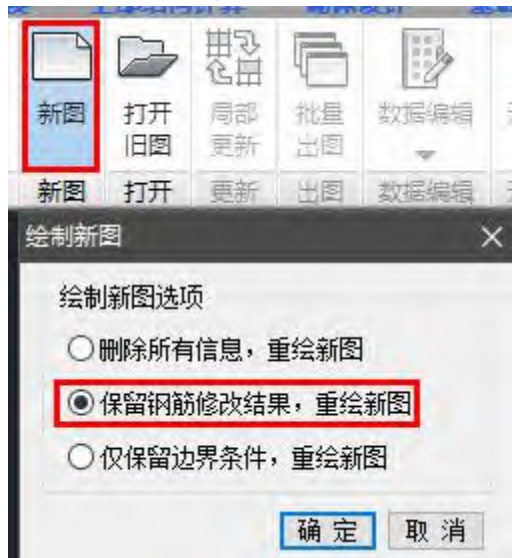 新图
打开
旧图
局部
更新
批量
出图
数据编辑
新图
打开
更新
出图
数据编辑
绘制新图
绘制新图选项
删除所有信息，重绘新图
保留钢筋修改结果，重绘新图
仅保留边界条件，重绘新图
确定
取消